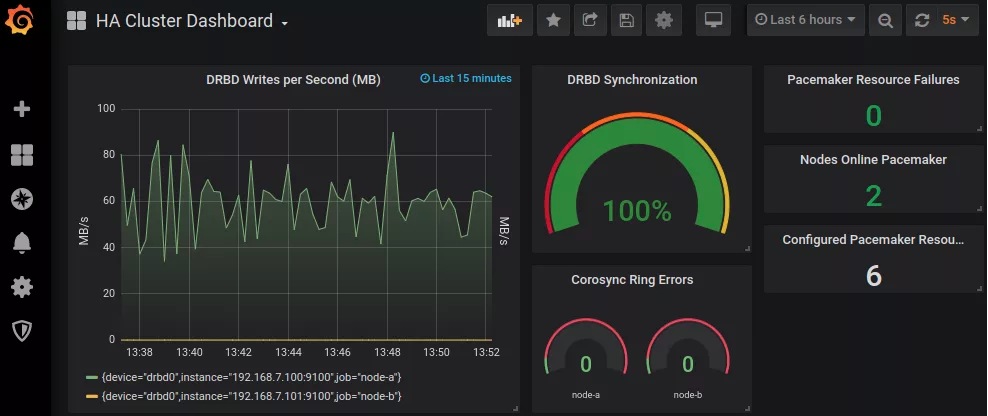 HA Cluster Dashboard
Last 6 hours
5s
DRBD Writes per Second (MB)
Last 15 minutes
100
80
60
40
20
0
MB/s
MB/s
13:38 13:40 13:42 13:44 13:46 13:48 13:50 13:52
{device="drbd0",instance="192.168.7.100:9100",job="node-a"}
{device="drbd0",instance="192.168.7.101:9100",job="node-b"}
DRBD Synchronization
100%
Corosync Ring Errors
0
node-a
0
node-b
Pacemaker Resource Failures
0
Nodes Online Pacemaker
2
Configured Pacemaker Resou...
6